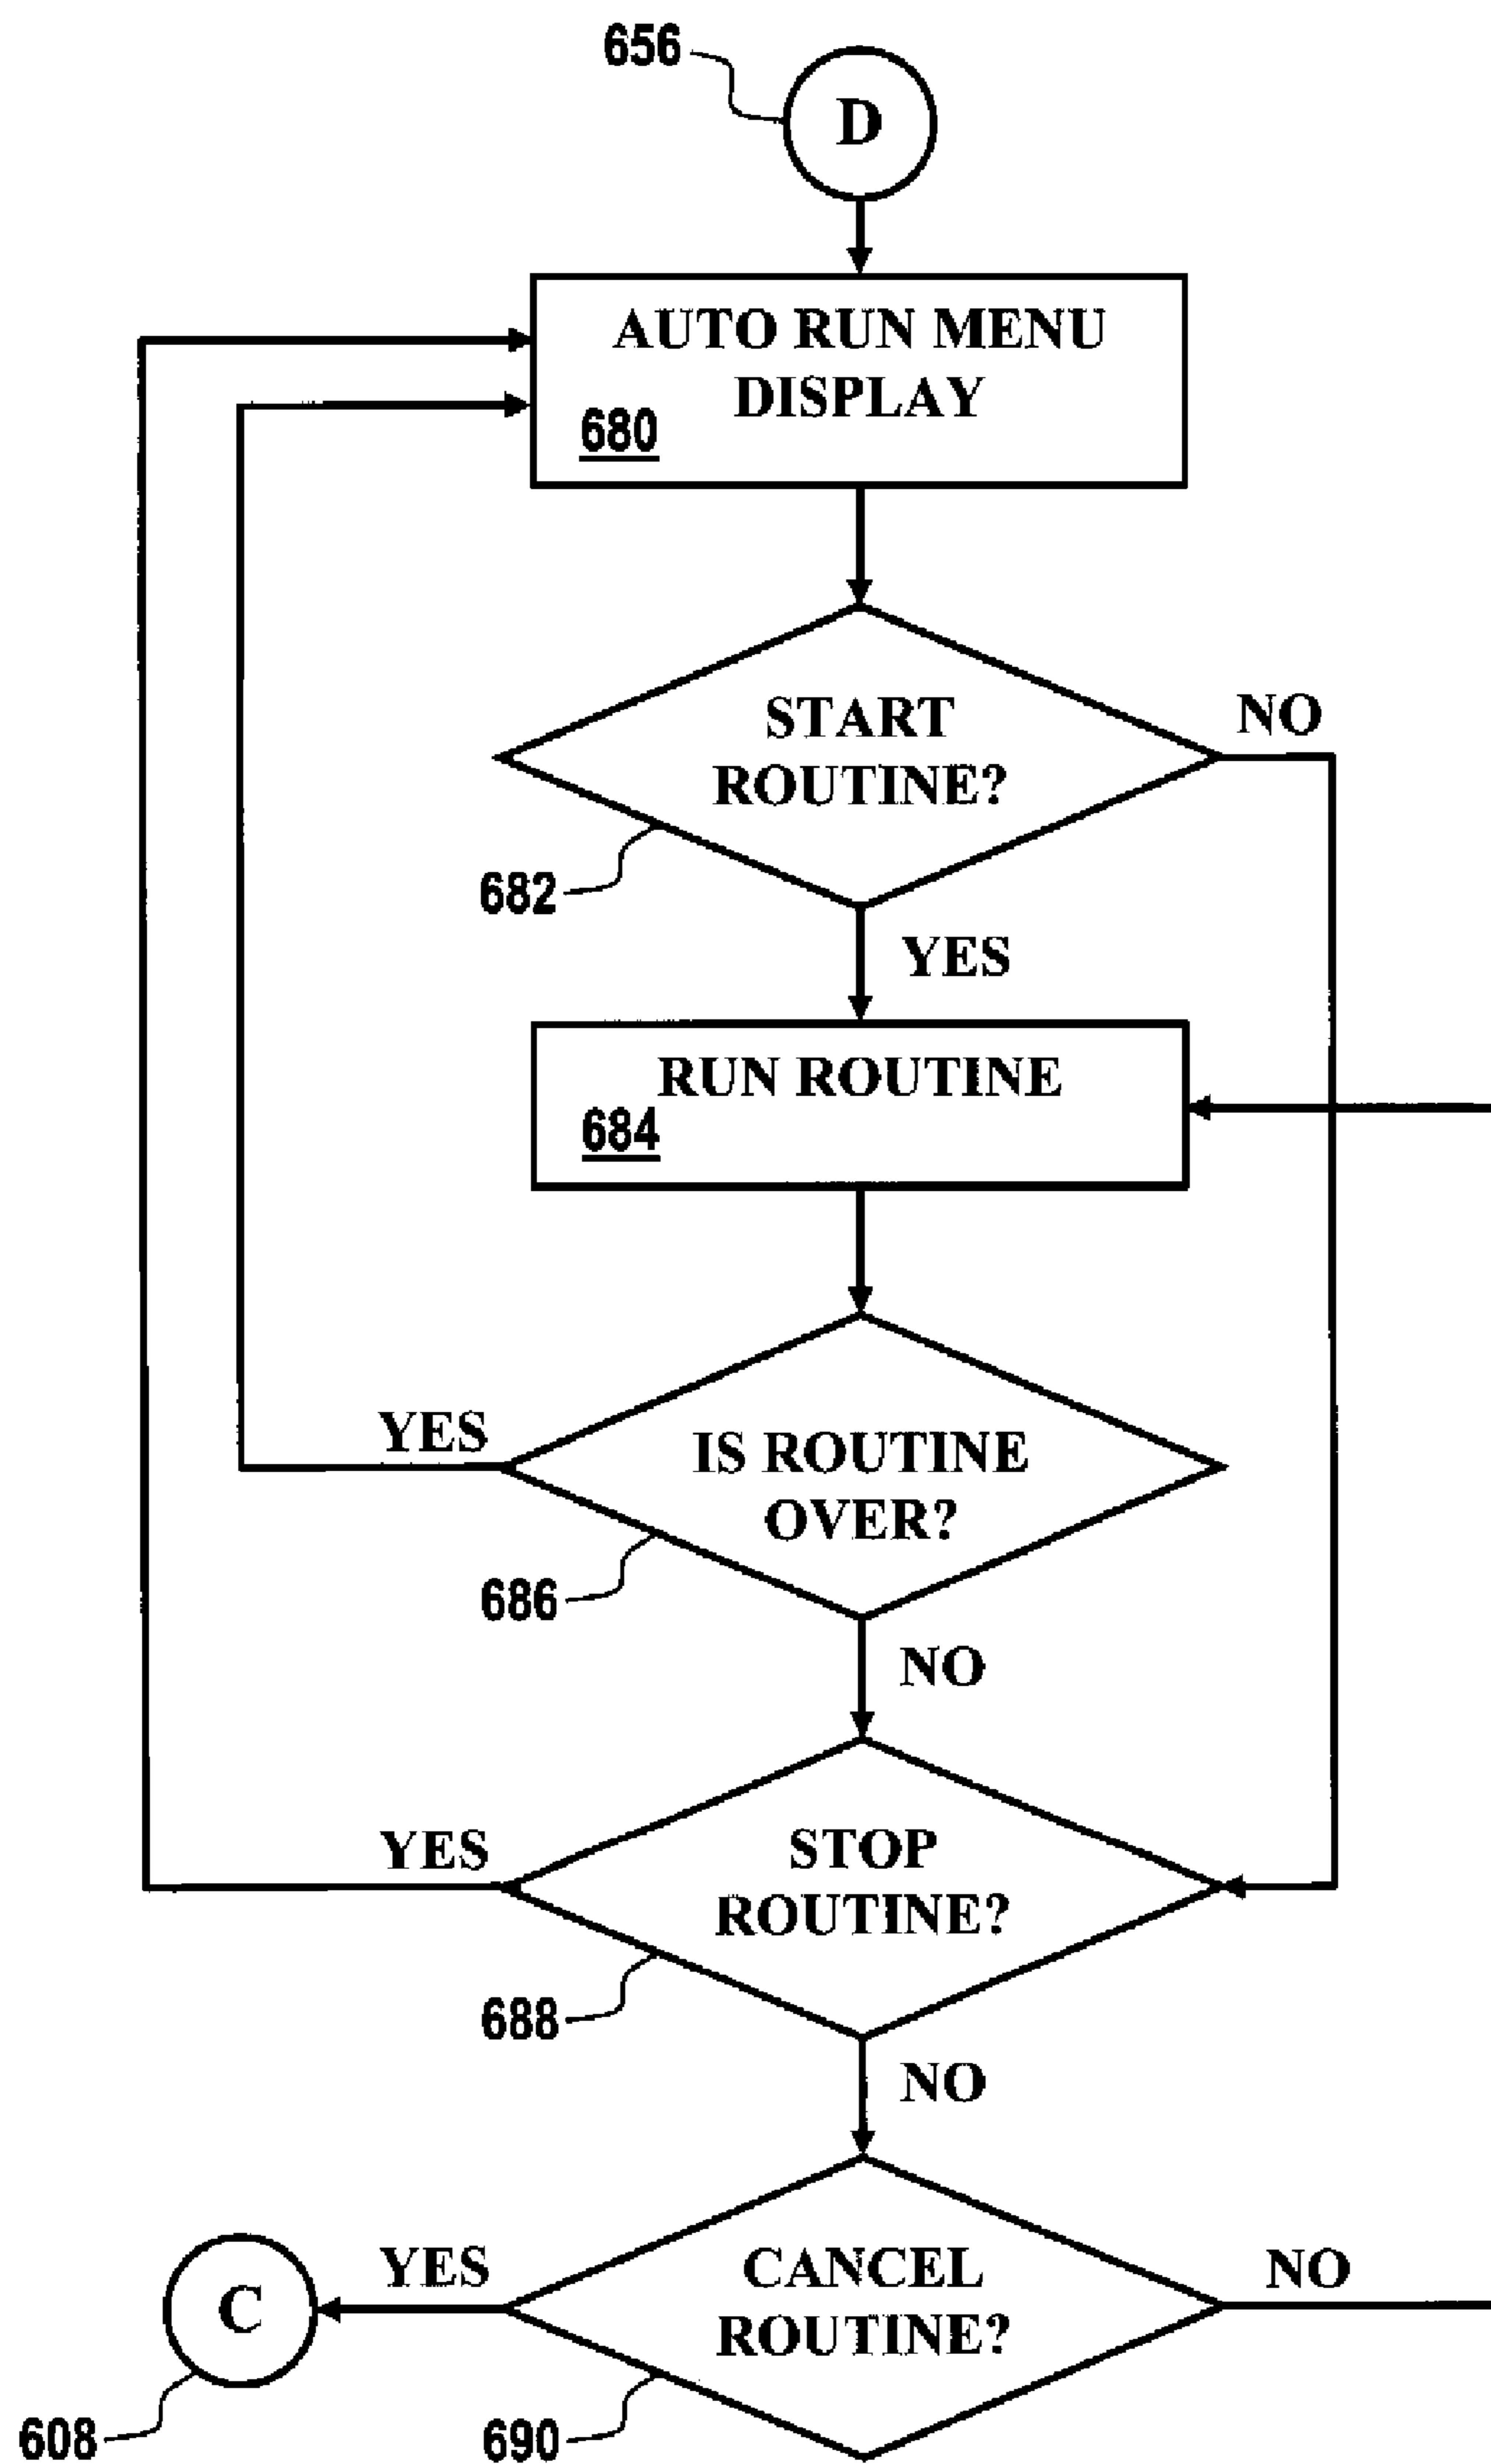 656
D
AUTO RUN MENU
DISPLAY
680
START
ROUTINE?
NO
682
YES
RUN ROUTINE
684
YES
IS ROUTINE
OVER?
686
NO
YES
STOP
ROUTINE?
688
NO
C
YES
CANCEL
ROUTINE?
NO
608
690